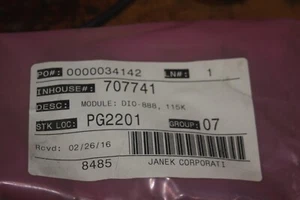 PO#: 0000034142 LN#: 1
INHOUSE#: 707741
DESC: MODULE: DIO-888, 115K
STK LOC: PG2201 GROUP: 07
Rcvd: 02/26/16
8485 JANEK CORPORATI